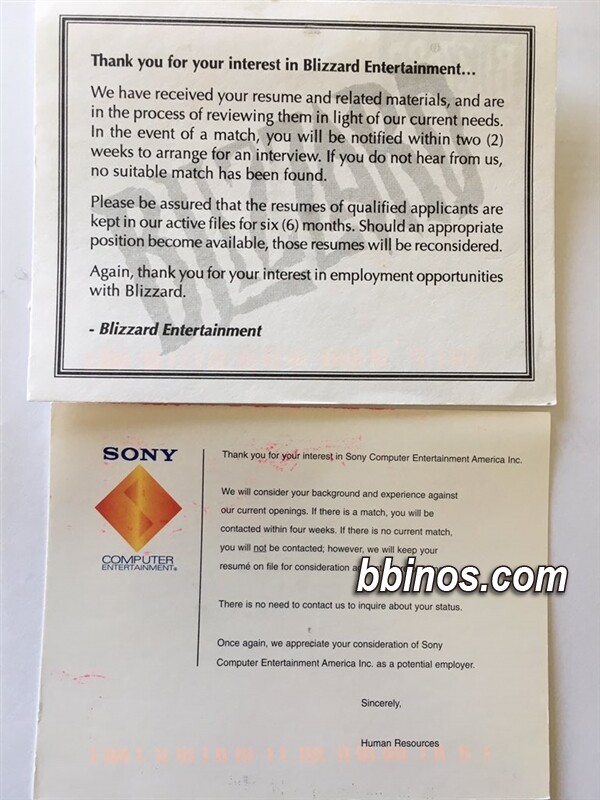 Thank you for your interest in Blizzard Entertainment...
We have received your resume and related materials, and are
in the process of reviewing them in light of our current needs.
In the event of a match, you will be notified within two (2)
weeks to arrange for an interview. If you do not hear from us,
no suitable match has been found.
Please be assured that the resumes of qualified applicants are
kept in our active files for six (6) months. Should an appropriate
position become available, those resumes will be reconsidered.
Again, thank you for your interest in employment opportunities
with Blizzard.
- Blizzard Entertainment
BLIZZARD
SONY
COMPUTER
ENTERTAINMENT®
Thank you for your interest in Sony Computer Entertainment America Inc.
We will consider your background and experience against
our current openings. If there is a match, you will be
contacted within four weeks. If there is no current match,
you will not be contacted; however, we will keep your
resumé on file for consideration
bbinos.com
There is no need to contact us to inquire about your status.
Once again, we appreciate your consideration of Sony
Computer Entertainment America Inc. as a potential employer.
Sincerely,
Human Resources